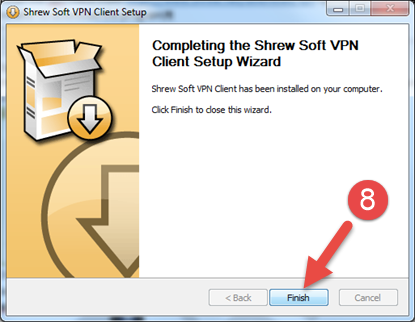 Shrew Soft VPN Client Setup
Completing the Shrew Soft VPN
Client Setup Wizard
Shrew Soft VPN Client has been installed on your computer.
Click Finish to close this wizard.
8
< Back
Finish
Cancel